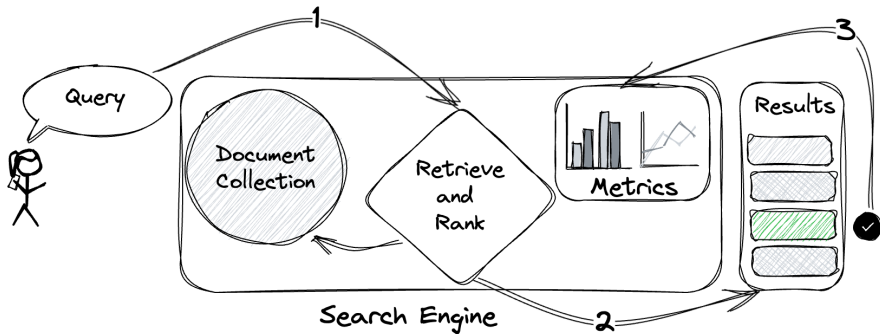 1
3
Query
Results
Document
Collection
Retrieve
and
Rank
Metrics
Search Engine
2